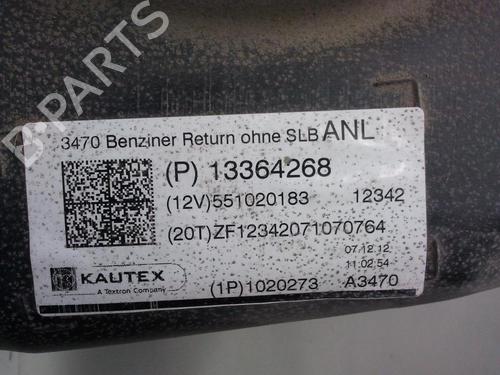 B-PARTS
3470 Benziner Return ohne SLB ANL
(P) 13364268
(12V)551020183 12342
(20T)ZF12342071070764
07.12.12
11:02:54
KAUTEX
A Textron Company
(1P)1020273 A3470